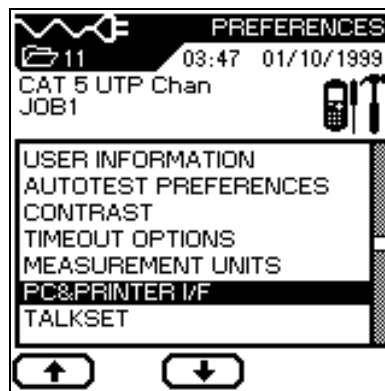 PREFERENCES
11 03:47 01/10/1999
CAT 5 UTP Chan
JOB1
USER INFORMATION
AUTOTEST PREFERENCES
CONTRAST
TIMEOUT OPTIONS
MEASUREMENT UNITS
PC&PRINTER I/F
TALKSET